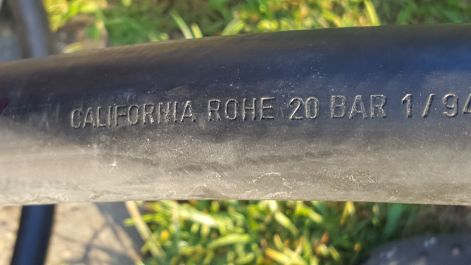 CALIFORNIA ROHE 20 BAR 1/94